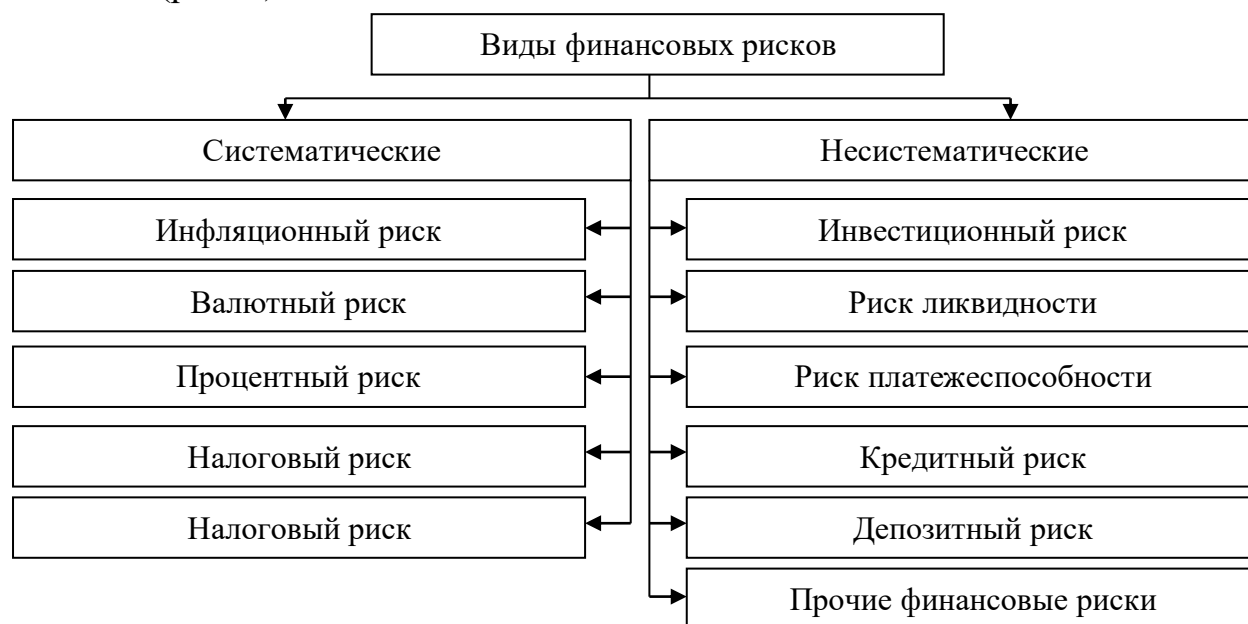 Виды финансовых рисков
Систематические
Инфляционный риск
Валютный риск
Процентный риск
Налоговый риск
Налоговый риск
Несистематические
Инвестиционный риск
Риск ликвидности
Риск платежеспособности
Кредитный риск
Депозитный риск
Прочие финансовые риски